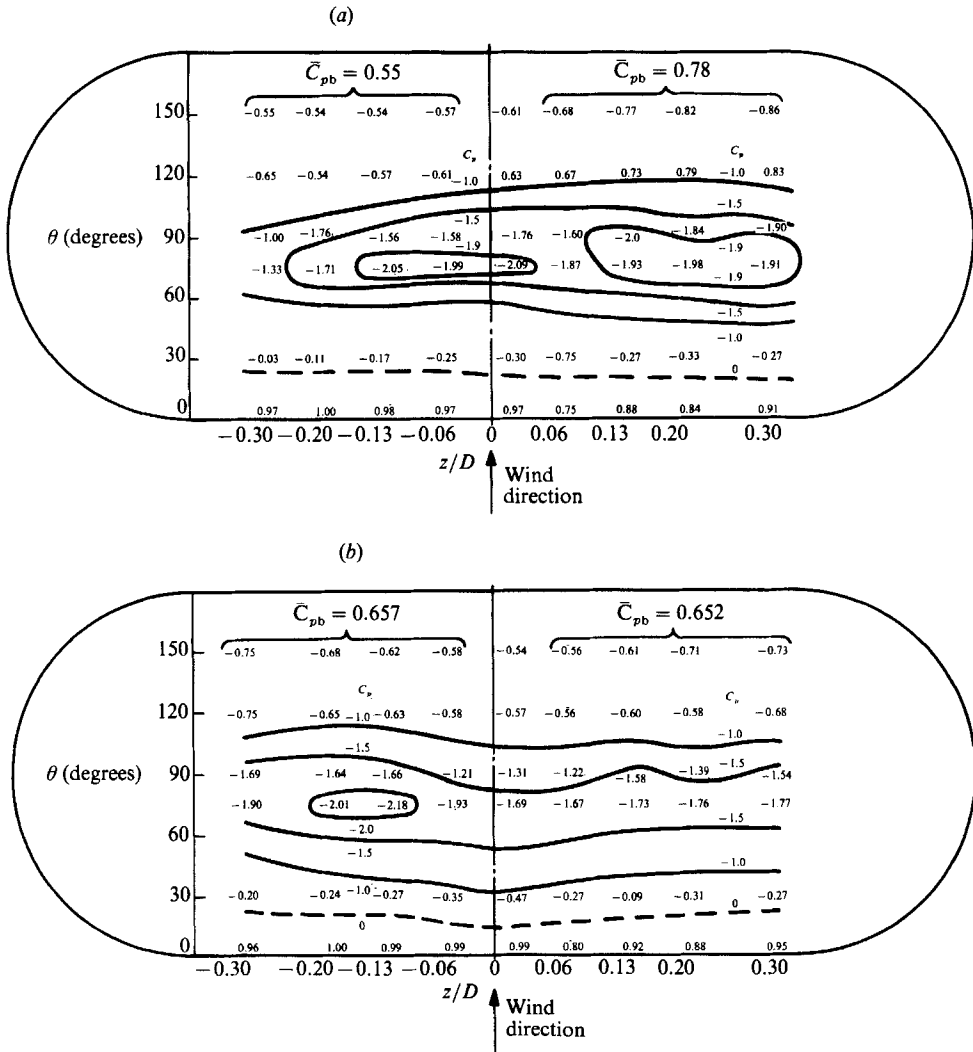 (a)
C̄pb = 0.55 C̄pb = 0.78
150 −0.55 −0.54 −0.54 −0.57 −0.61 −0.68 −0.77 −0.82 −0.86
Cp Cp
120 −0.65 −0.54 −0.57 −0.61 −1.0 0.63 0.67 0.73 0.79 −1.0 0.83
−1.5 −1.5
θ (degrees) 90 −1.00 −1.76 −1.56 −1.58 −1.76 −1.60 −2.0 −1.84 −1.90
−1.9 −1.9
−1.33 −1.71 −2.05 −1.99 −2.09 −1.87 −1.93 −1.98 −1.91
−1.9
60
−1.5
−1.0
30 −0.03 −0.11 −0.17 −0.25 −0.30 −0.75 −0.27 −0.33 −0.27
0
0 0.97 1.00 0.98 0.97 0.97 0.75 0.88 0.84 0.91
−0.30 −0.20 −0.13 −0.06 0 0.06 0.13 0.20 0.30
z/D
Wind
direction
(b)
C̄pb = 0.657 C̄pb = 0.652
150 −0.75 −0.68 −0.62 −0.58 −0.54 −0.56 −0.61 −0.71 −0.73
Cp Cp
120 −0.75 −0.65 −1.0 −0.63 −0.58 −0.57 −0.56 −0.60 −0.58 −0.68
−1.0
−1.5 −1.5
θ (degrees) 90 −1.69 −1.64 −1.66 −1.21 −1.31 −1.22 −1.58 −1.39 −1.54
−1.90 −2.01 −2.18 −1.93 −1.69 −1.67 −1.73 −1.76 −1.77
−2.0 −1.5
60
−1.5
−1.0
30 −0.20 −0.24 −1.0 −0.27 −0.35 −0.47 −0.27 −0.09 −0.31 −0.27
0 0
0 0.96 1.00 0.99 0.99 0.99 0.80 0.92 0.88 0.95
−0.30 −0.20 −0.13 −0.06 0 0.06 0.13 0.20 0.30
z/D
Wind
direction